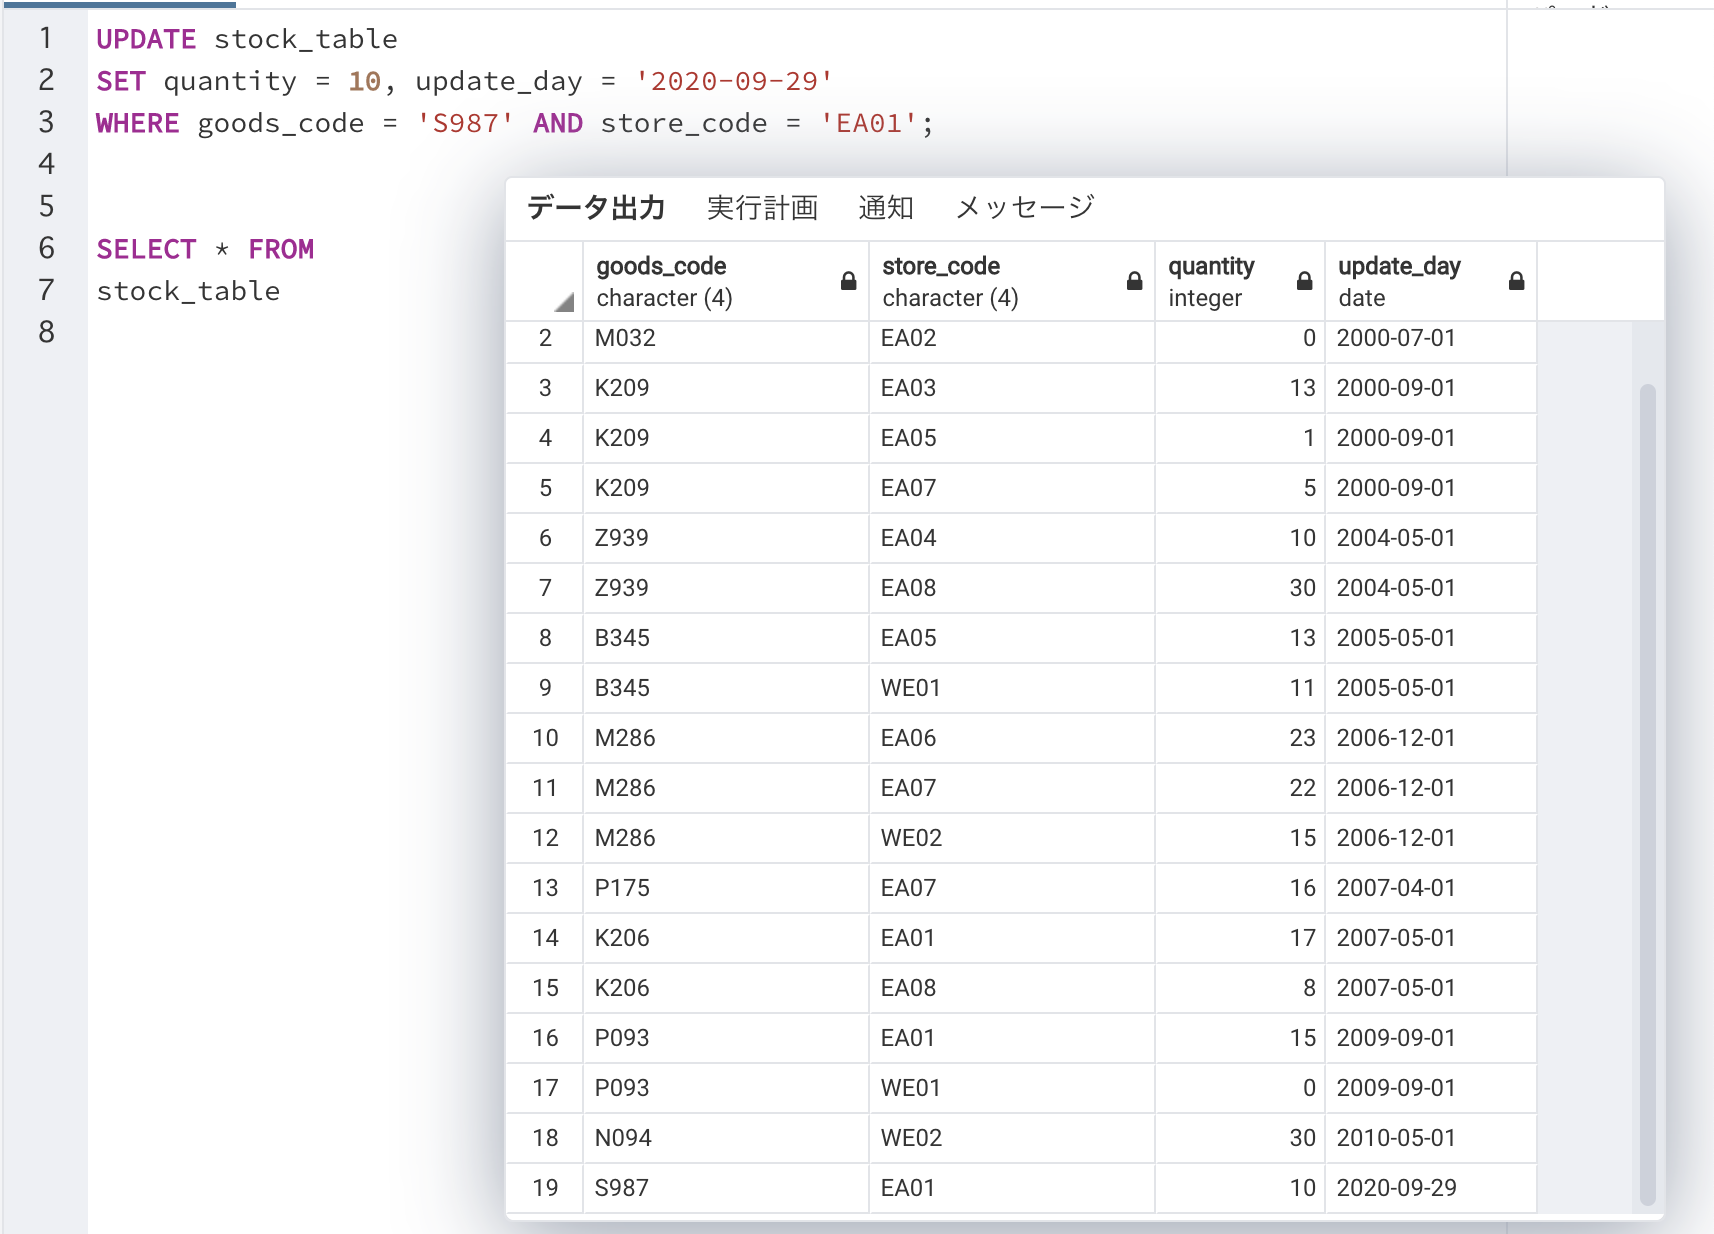 1 UPDATE stock_table
2 SET quantity = 10, update_day = '2020-09-29'
3 WHERE goods_code = 'S987' AND store_code = 'EA01';
4
5
6 SELECT * FROM
7 stock_table
8
データ出力 実行計画 通知 メッセージ
goods_code store_code quantity update_day
character (4) character (4) integer date
2 M032 EA02 0 2000-07-01
3 K209 EA03 13 2000-09-01
4 K209 EA05 1 2000-09-01
5 K209 EA07 5 2000-09-01
6 Z939 EA04 10 2004-05-01
7 Z939 EA08 30 2004-05-01
8 B345 EA05 13 2005-05-01
9 B345 WE01 11 2005-05-01
10 M286 EA06 23 2006-12-01
11 M286 EA07 22 2006-12-01
12 M286 WE02 15 2006-12-01
13 P175 EA07 16 2007-04-01
14 K206 EA01 17 2007-05-01
15 K206 EA08 8 2007-05-01
16 P093 EA01 15 2009-09-01
17 P093 WE01 0 2009-09-01
18 N094 WE02 30 2010-05-01
19 S987 EA01 10 2020-09-29